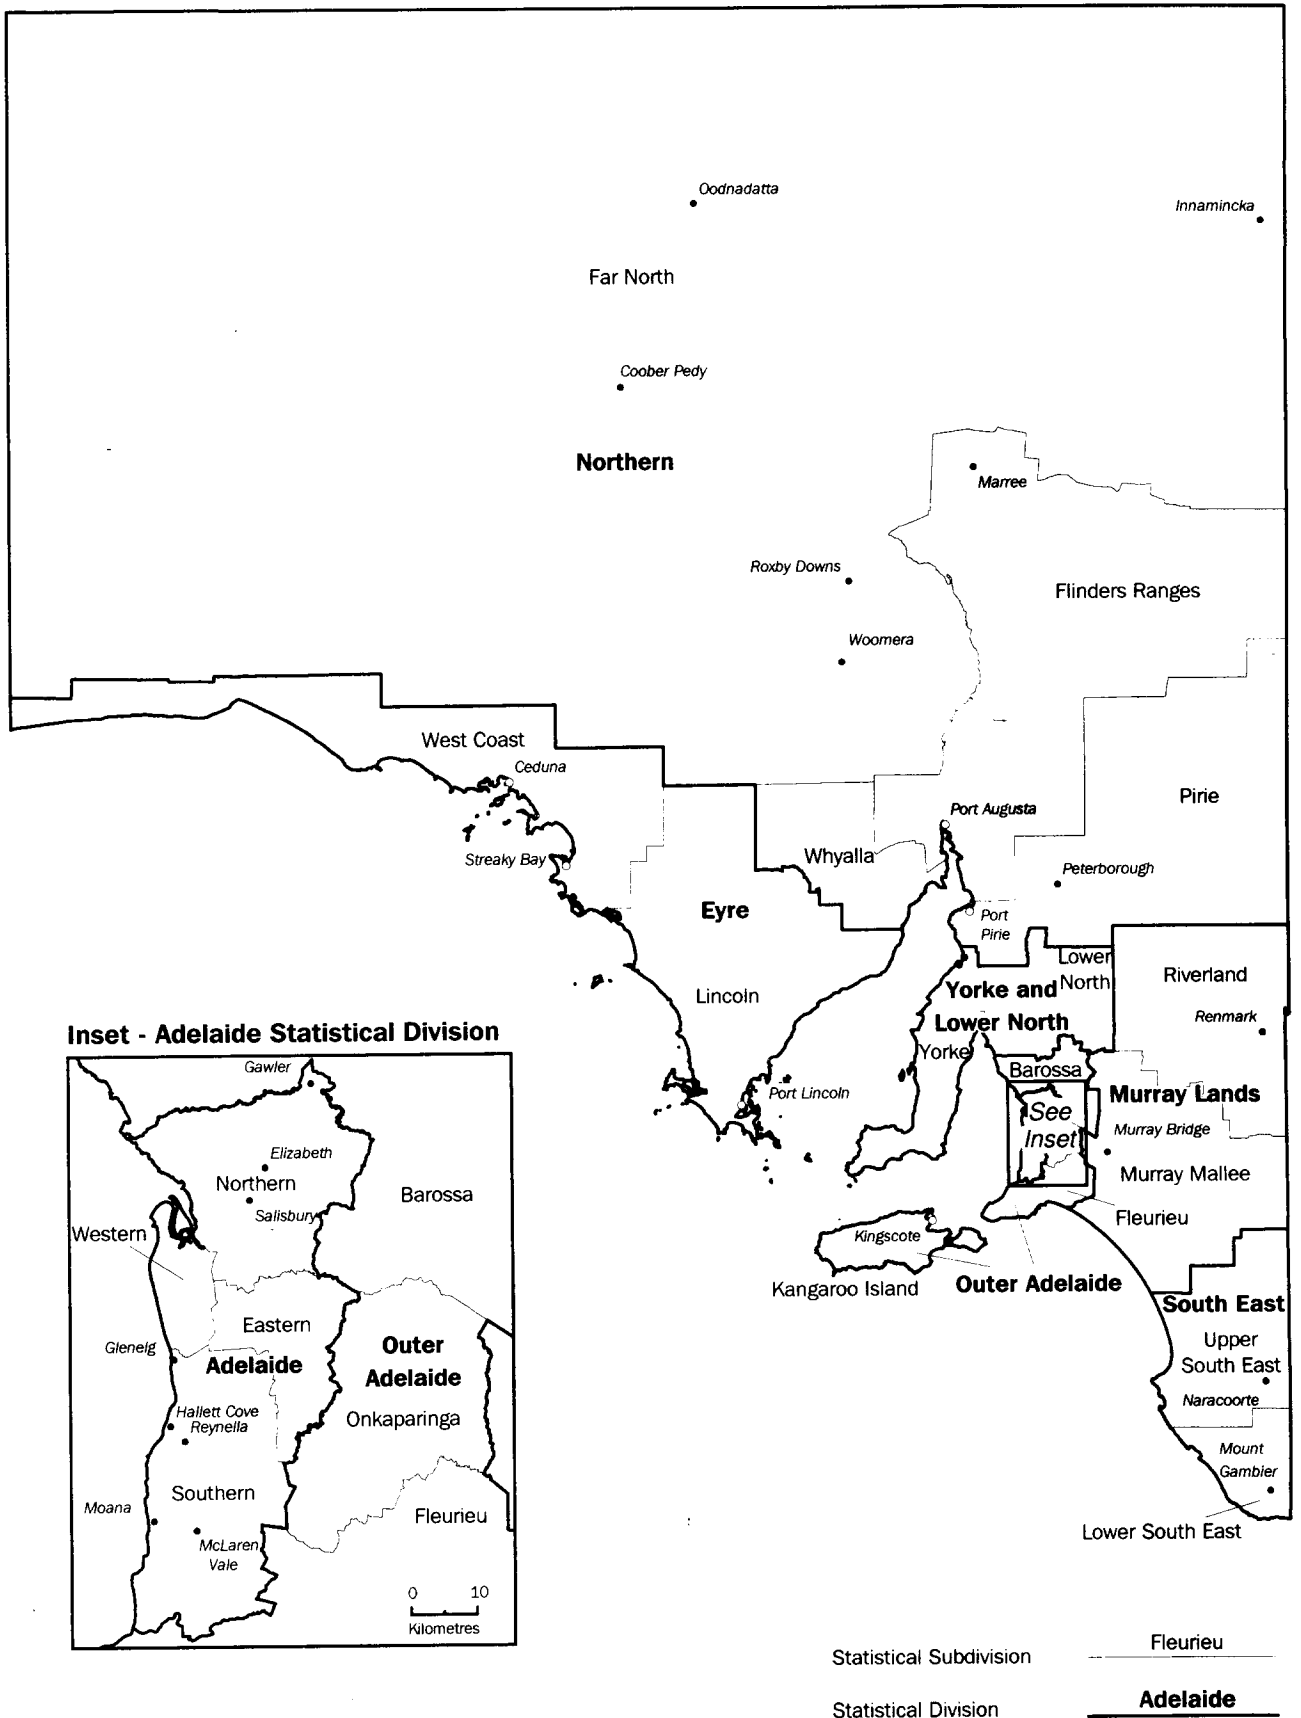 Oodnadatta
Innamincka
Far North
Coober Pedy
Northern
Marree
Roxby Downs
Flinders Ranges
Woomera
West Coast
Ceduna
Pirie
Port Augusta
Whyalla
Streaky Bay
Peterborough
Eyre
Port
Pirie
Lower
North
Riverland
Lincoln
Yorke and
Lower North
Renmark
Yorke
Barossa
Port Lincoln
Murray Lands
See
Inset
Murray Bridge
Murray Mallee
Fleurieu
Kingscote
Kangaroo Island
Outer Adelaide
South East
Upper
South East
Naracoorte
Mount
Gambier
Lower South East
Inset - Adelaide Statistical Division
Gawler
Elizabeth
Northern
Salisbury
Barossa
Western
Eastern
Glenelg
Adelaide
Outer
Adelaide
Onkaparinga
Hallett Cove
Reynella
Southern
Moana
Fleurieu
McLaren
Vale
0 10
Kilometres
Statistical Subdivision Fleurieu
Statistical Division Adelaide